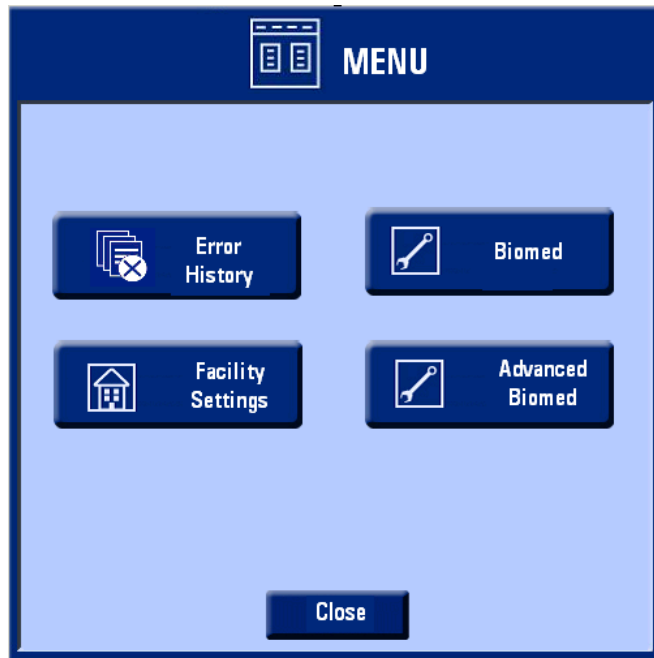 MENU
Error
History
Biomed
Facility
Settings
Advanced
Biomed
Close